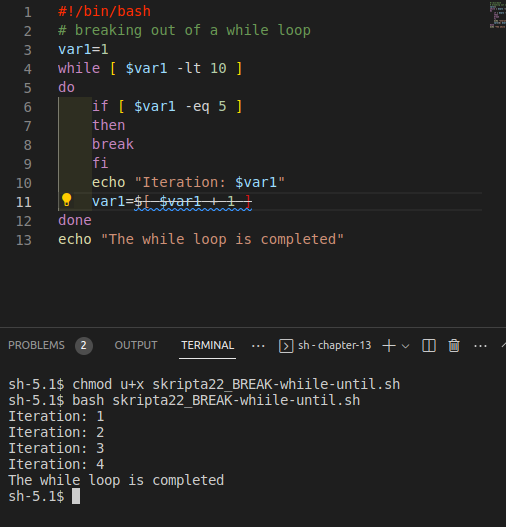 1 #!/bin/bash
2 # breaking out of a while loop
3 var1=1
4 while [ $var1 -lt 10 ]
5 do
6 if [ $var1 -eq 5 ]
7 then
8 break
9 fi
10 echo "Iteration: $var1"
11 var1=$[ $var1 + 1 ]
12 done
13 echo "The while loop is completed"
PROBLEMS 2 OUTPUT TERMINAL ··· sh - chapter-13 ···
sh-5.1$ chmod u+x skripta22_BREAK-whiile-until.sh
sh-5.1$ bash skripta22_BREAK-whiile-until.sh
Iteration: 1
Iteration: 2
Iteration: 3
Iteration: 4
The while loop is completed
sh-5.1$